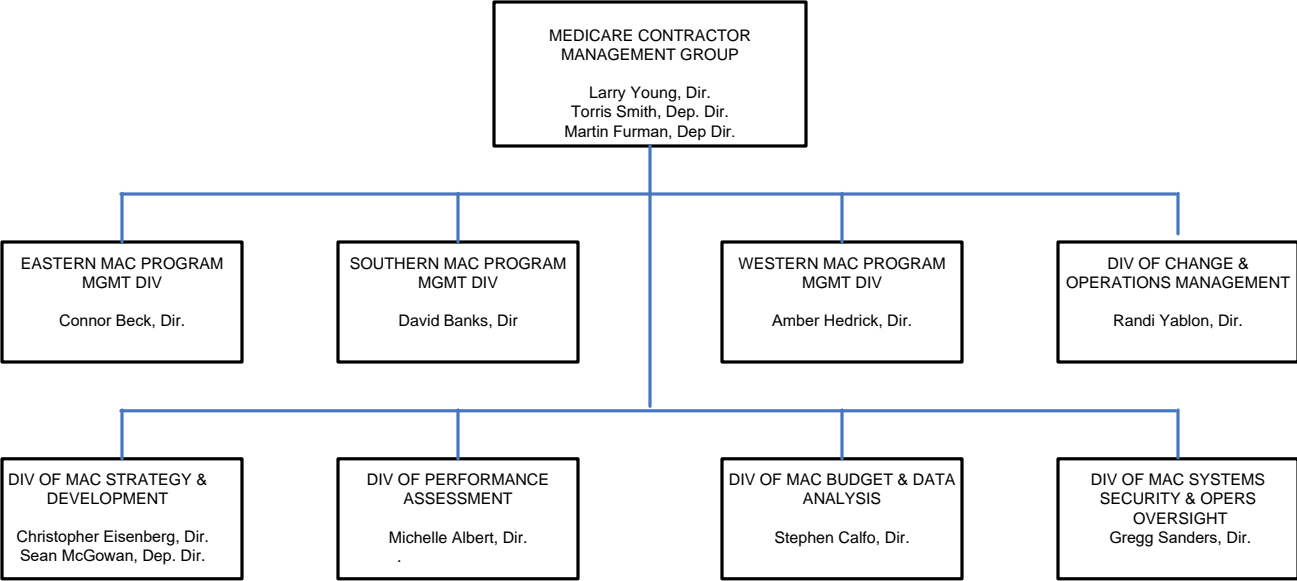 MEDICARE CONTRACTOR
MANAGEMENT GROUP
Larry Young, Dir.
Torris Smith, Dep. Dir.
Martin Furman, Dep Dir.
EASTERN MAC PROGRAM
MGMT DIV
Connor Beck, Dir.
SOUTHERN MAC PROGRAM
MGMT DIV
David Banks, Dir
WESTERN MAC PROGRAM
MGMT DIV
Amber Hedrick, Dir.
DIV OF CHANGE &
OPERATIONS MANAGEMENT
Randi Yablon, Dir.
DIV OF MAC STRATEGY &
DEVELOPMENT
Christopher Eisenberg, Dir.
Sean McGowan, Dep. Dir.
DIV OF PERFORMANCE
ASSESSMENT
Michelle Albert, Dir.
.
DIV OF MAC BUDGET & DATA
ANALYSIS
Stephen Calfo, Dir.
DIV OF MAC SYSTEMS
SECURITY & OPERS
OVERSIGHT
Gregg Sanders, Dir.